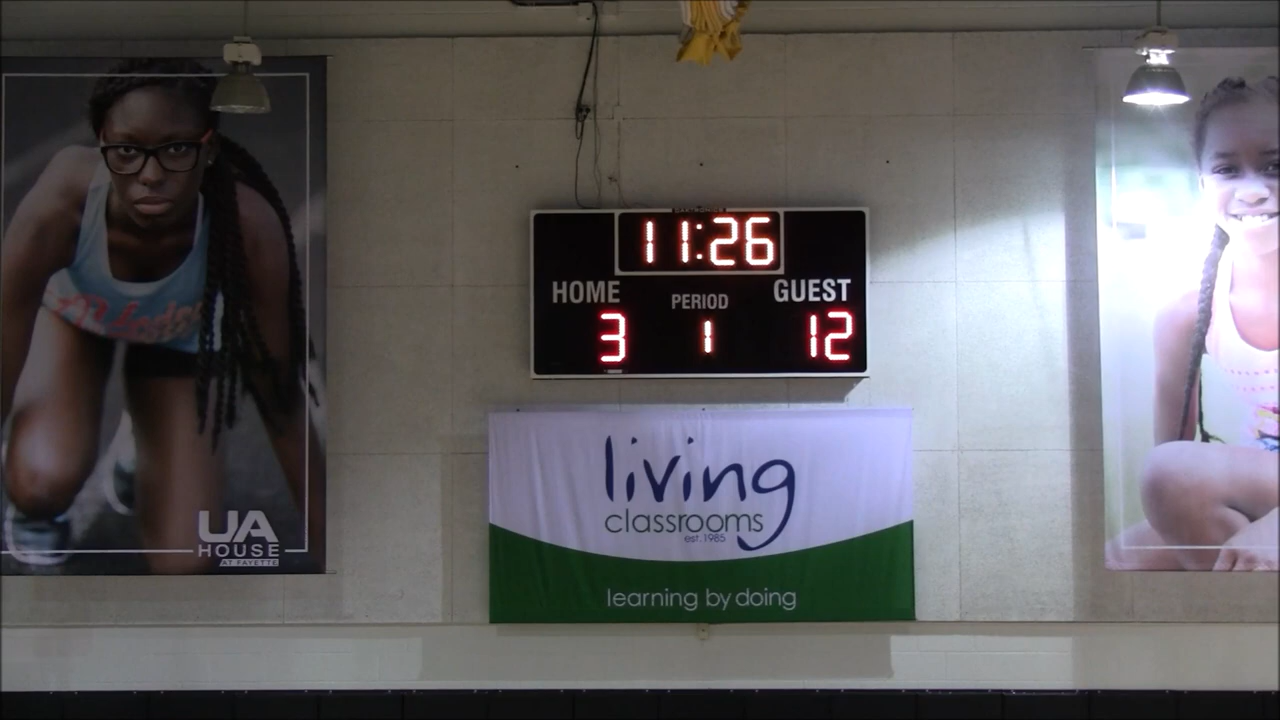 11:26
HOME
PERIOD
GUEST
3
1
12
living
classrooms
est. 1985
learning by doing
UA
HOUSE
AT FAYETTE